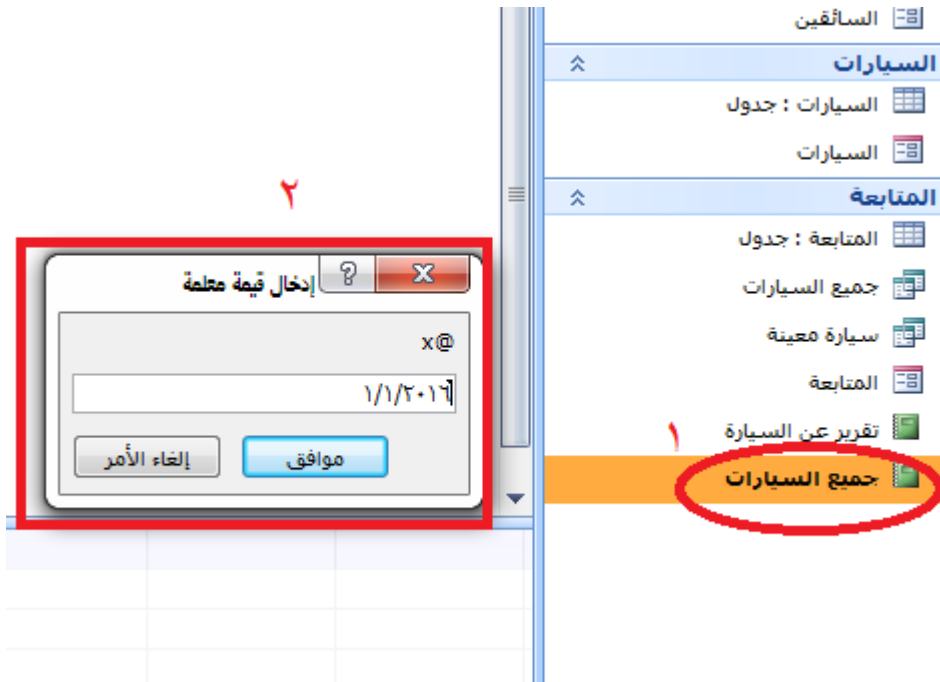 السائقين
السيارات
السيارات : جدول
السيارات
المتابعة
المتابعة : جدول
جميع السيارات
سيارة معينة
المتابعة
تقرير عن السيارة
جميع السيارات
١
٢
إدخال قيمة معلمة
x@
١/١/٢٠١٦
موافق
إلغاء الأمر